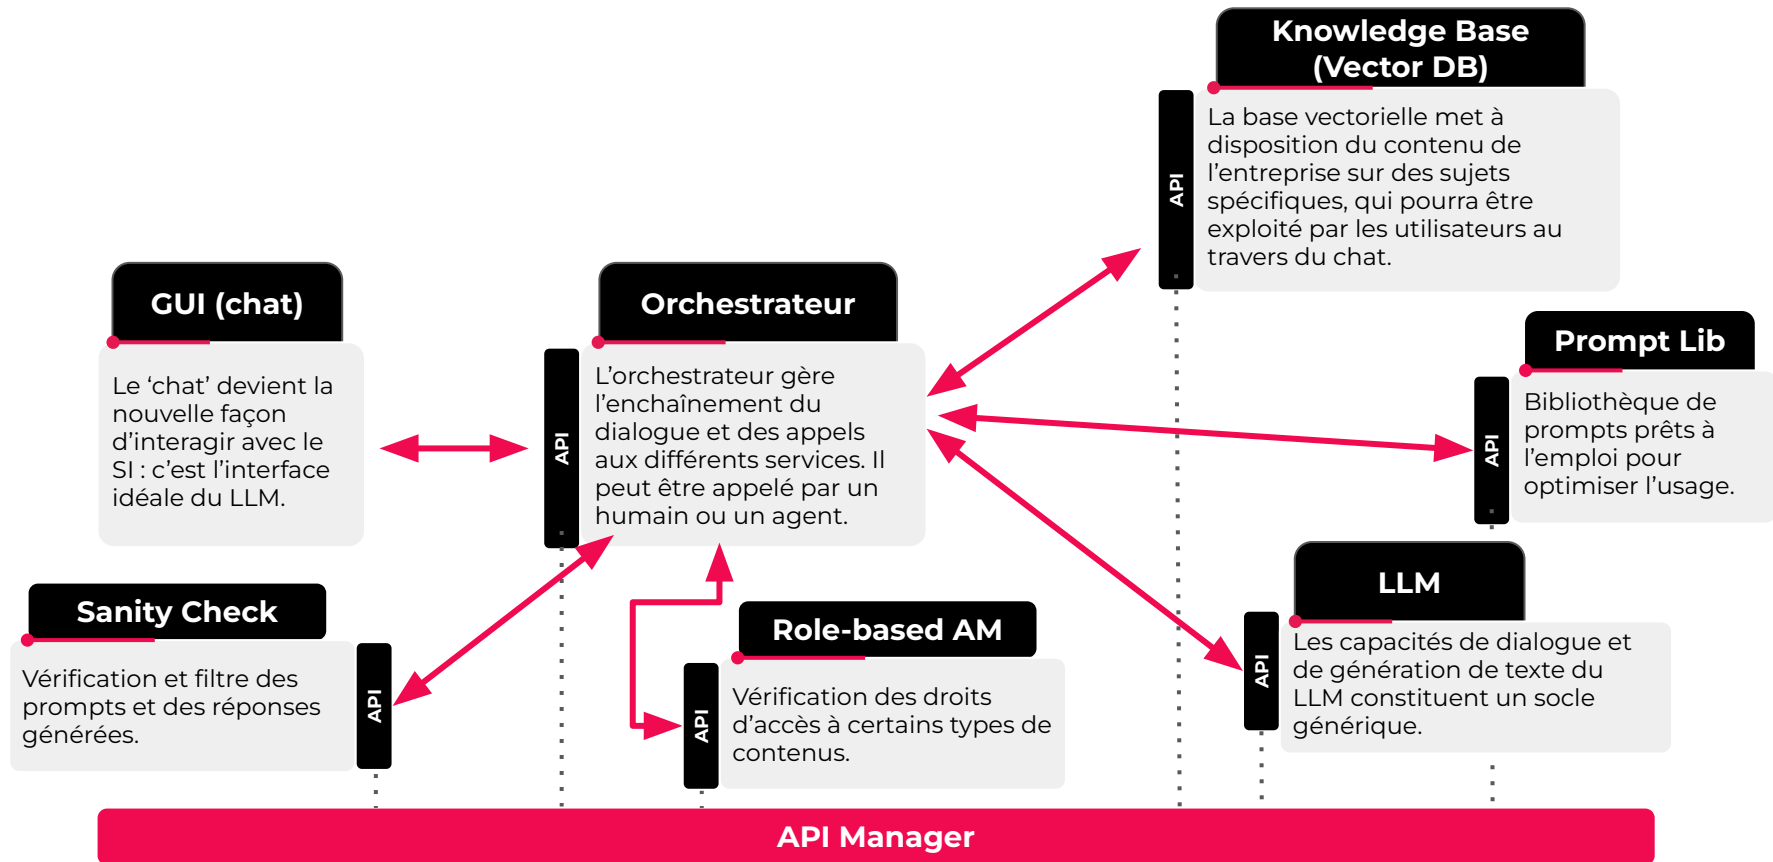 Knowledge Base
(Vector DB)
API
La base vectorielle met à
disposition du contenu de
l’entreprise sur des sujets
spécifiques, qui pourra être
exploité par les utilisateurs au
travers du chat.
GUI (chat)
Le ‘chat’ devient la
nouvelle façon
d’interagir avec le
SI : c’est l’interface
idéale du LLM.
Orchestrateur
API
L’orchestrateur gère
l’enchaînement du
dialogue et des appels
aux différents services. Il
peut être appelé par un
humain ou un agent.
Prompt Lib
API
Bibliothèque de
prompts prêts à
l’emploi pour
optimiser l’usage.
Sanity Check
Vérification et filtre des
prompts et des réponses
générées.
API
Role-based AM
API
Vérification des droits
d’accès à certains types de
contenus.
LLM
API
Les capacités de dialogue et
de génération de texte du
LLM constituent un socle
générique.
API Manager